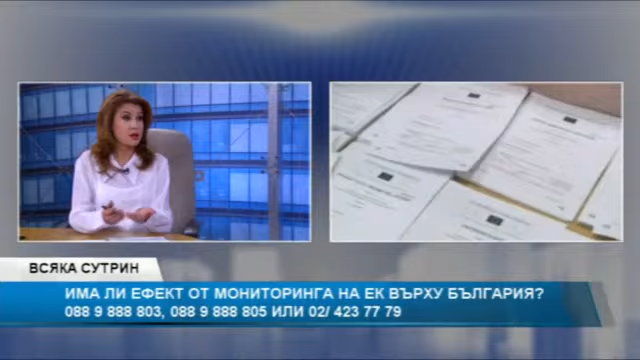 ВСЯКА СУТРИН
ИМА ЛИ ЕФЕКТ ОТ МОНИТОРИНГА НА ЕК ВЪРХУ БЪЛГАРИЯ?
088 9 888 803, 088 9 888 805 ИЛИ 02/ 423 77 79